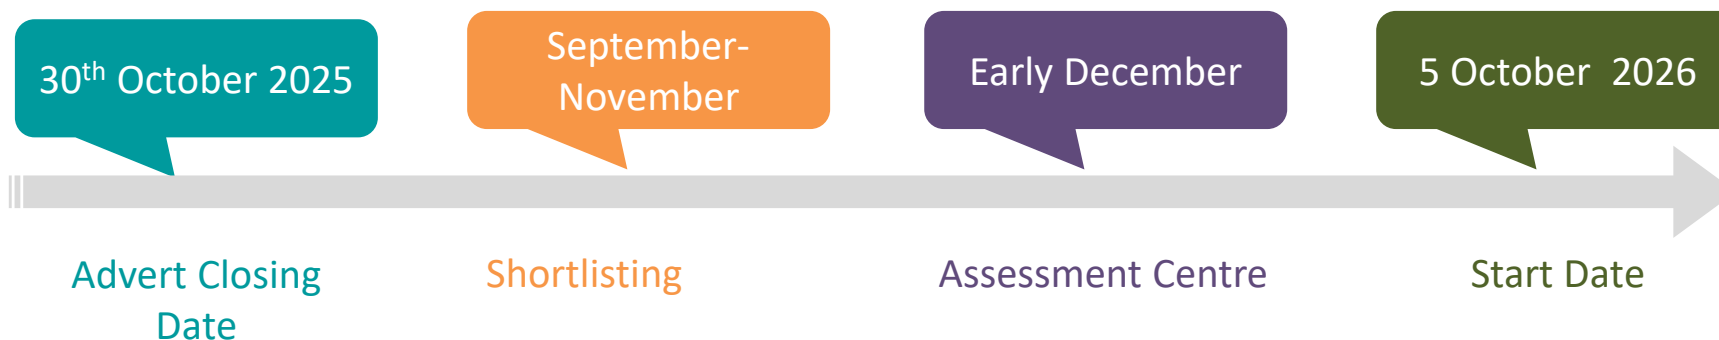 30th October 2025
September-
November
Early December
5 October  2026
Advert Closing
Date
Shortlisting
Assessment Centre
Start Date